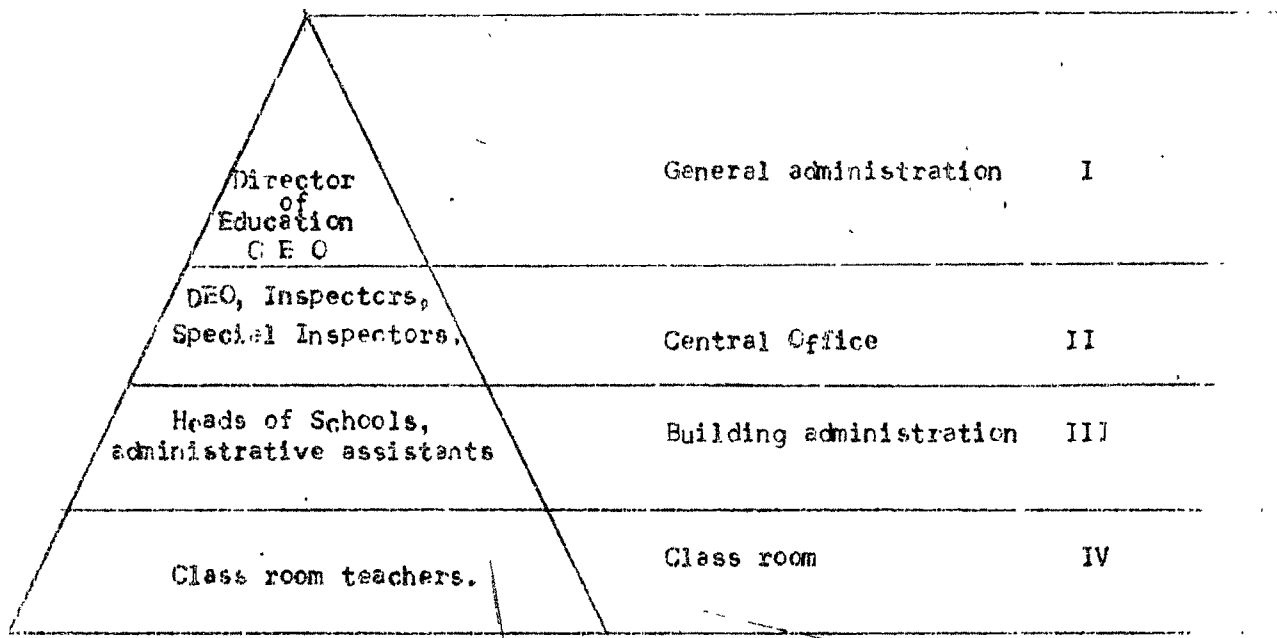 Director
of
Education
C E O
General administration I
DEO, Inspectors,
Special Inspectors.
Central Office II
Heads of Schools,
administrative assistants
Building administration III
Class room teachers.
Class room IV